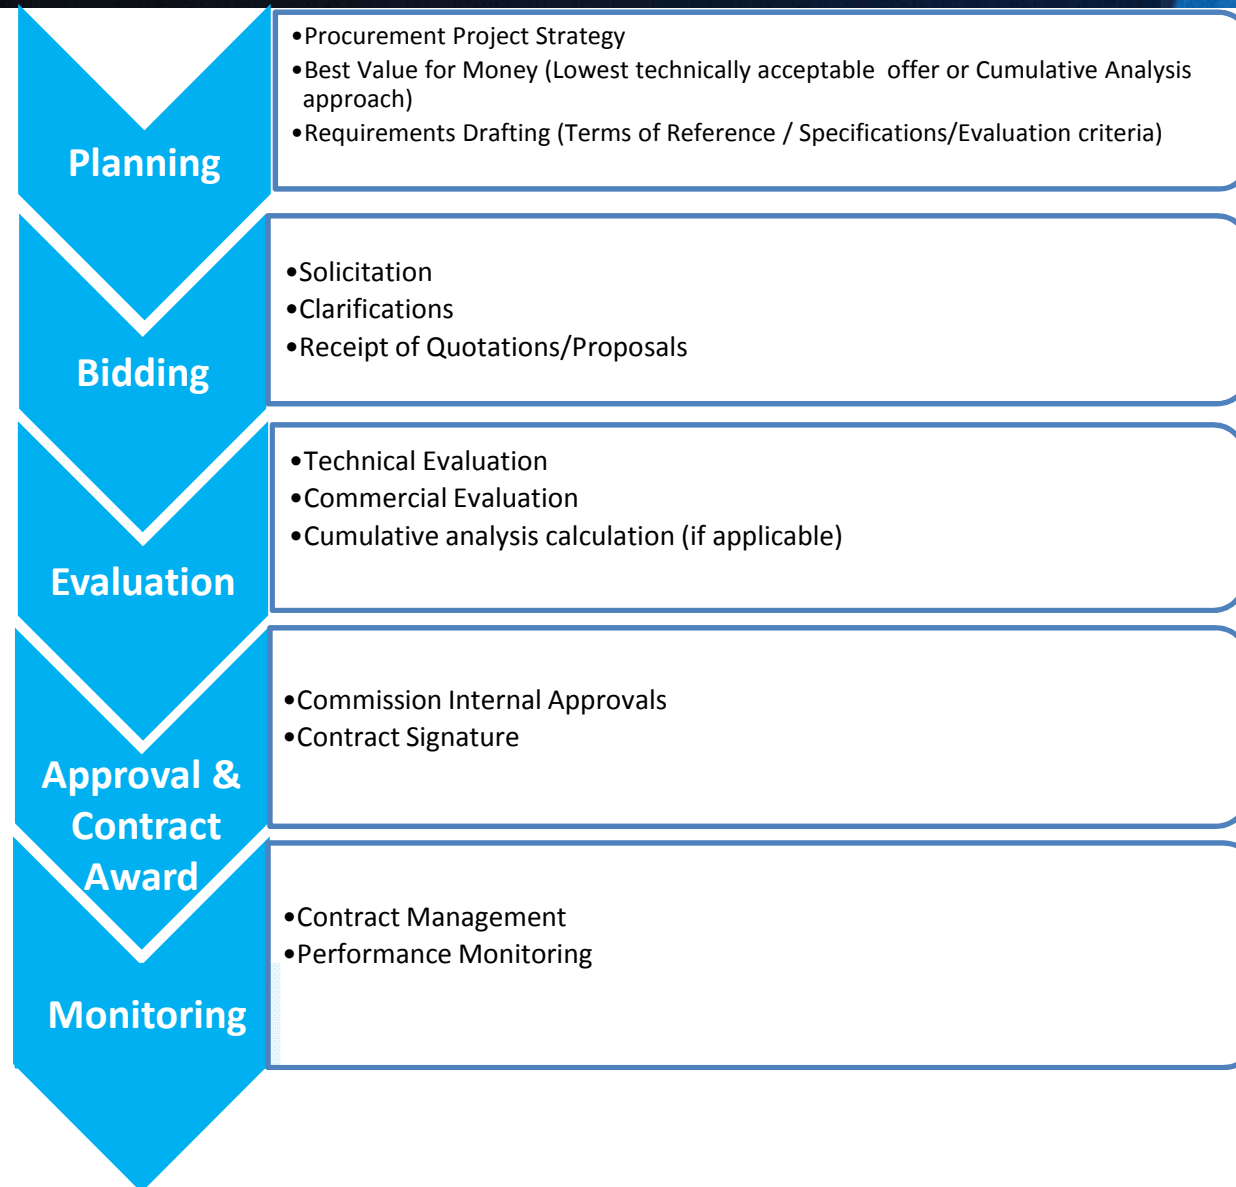 •Procurement Project Strategy
•Best Value for Money (Lowest technically acceptable offer or Cumulative Analysis
approach)
•Requirements Drafting (Terms of Reference / Specifications/Evaluation criteria)
Planning
•Solicitation
•Clarifications
•Receipt of Quotations/Proposals
Bidding
•Technical Evaluation
•Commercial Evaluation
•Cumulative analysis calculation (if applicable)
Evaluation
•Commission Internal Approvals
•Contract Signature
Approval &
Contract
Award
•Contract Management
•Performance Monitoring
Monitoring